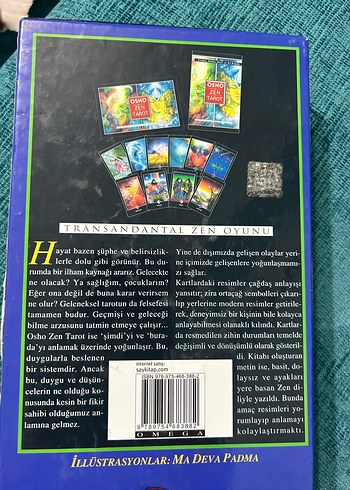 OSHO
ZEN
TAROT
OSHO
ZEN
TAROT
TRANSANDANTAL ZEN OYUNU
Hayat bazen şüphe ve belirsizlik-
lerle dolu gibi görünür. Bu du-
rumda bir ilham kaynağı ararız. Gelecekte
ne olacak? Ya sağlığım, çocuklarım?
Eğer ona değil de buna karar verirsem
ne olur? Geleneksel tarotun da felsefesi
tamamen budur. Geçmişi ve geleceği
bilme arzusunu tatmin etmeye çalışır...
Osho Zen Tarot ise 'şimdi'yi ve 'bu-
rada'yı anlamak üzerinde yoğunlaşır. Bu,
duygularla beslenen
bir sistemdir. Ancak
bu, duygu ve düşün-
celerin ne olduğu ko-
nusunda kesin bir fikir
sahibi olduğumuz an-
lamına gelmez.
Yine de dışımızda gelişen olaylar yeri-
ne içimizde gelişenlere yoğunlaşmamı-
zı sağlar.
Kartlardaki resimler çağdaş anlayışı
yansıtır; zira ortaçağ sembolleri çıkarı-
lıp yerlerine modern resimler getirile-
rek, deneyimsiz bir kişinin bile kolayca
anlayabilmesi olanaklı kılındı. Kartlar-
da resmedilen zihin durumları temelde
değişimli ve dönüşümlü olarak gösteril-
di. Kitabı oluşturan
metin ise, basit, do-
laysız ve ayakları
yere basan Zen di-
liyle yazıldı. Bunda
amaç resimleri yo-
rumlayıp anlamayı
kolaylaştırmaktı.
internet satış:
saykitap.com
ISBN 978-975-468-388-2
9 789754 683882
OMEGA
İLLÜSTRASYONLAR: MA DEVA PADMA